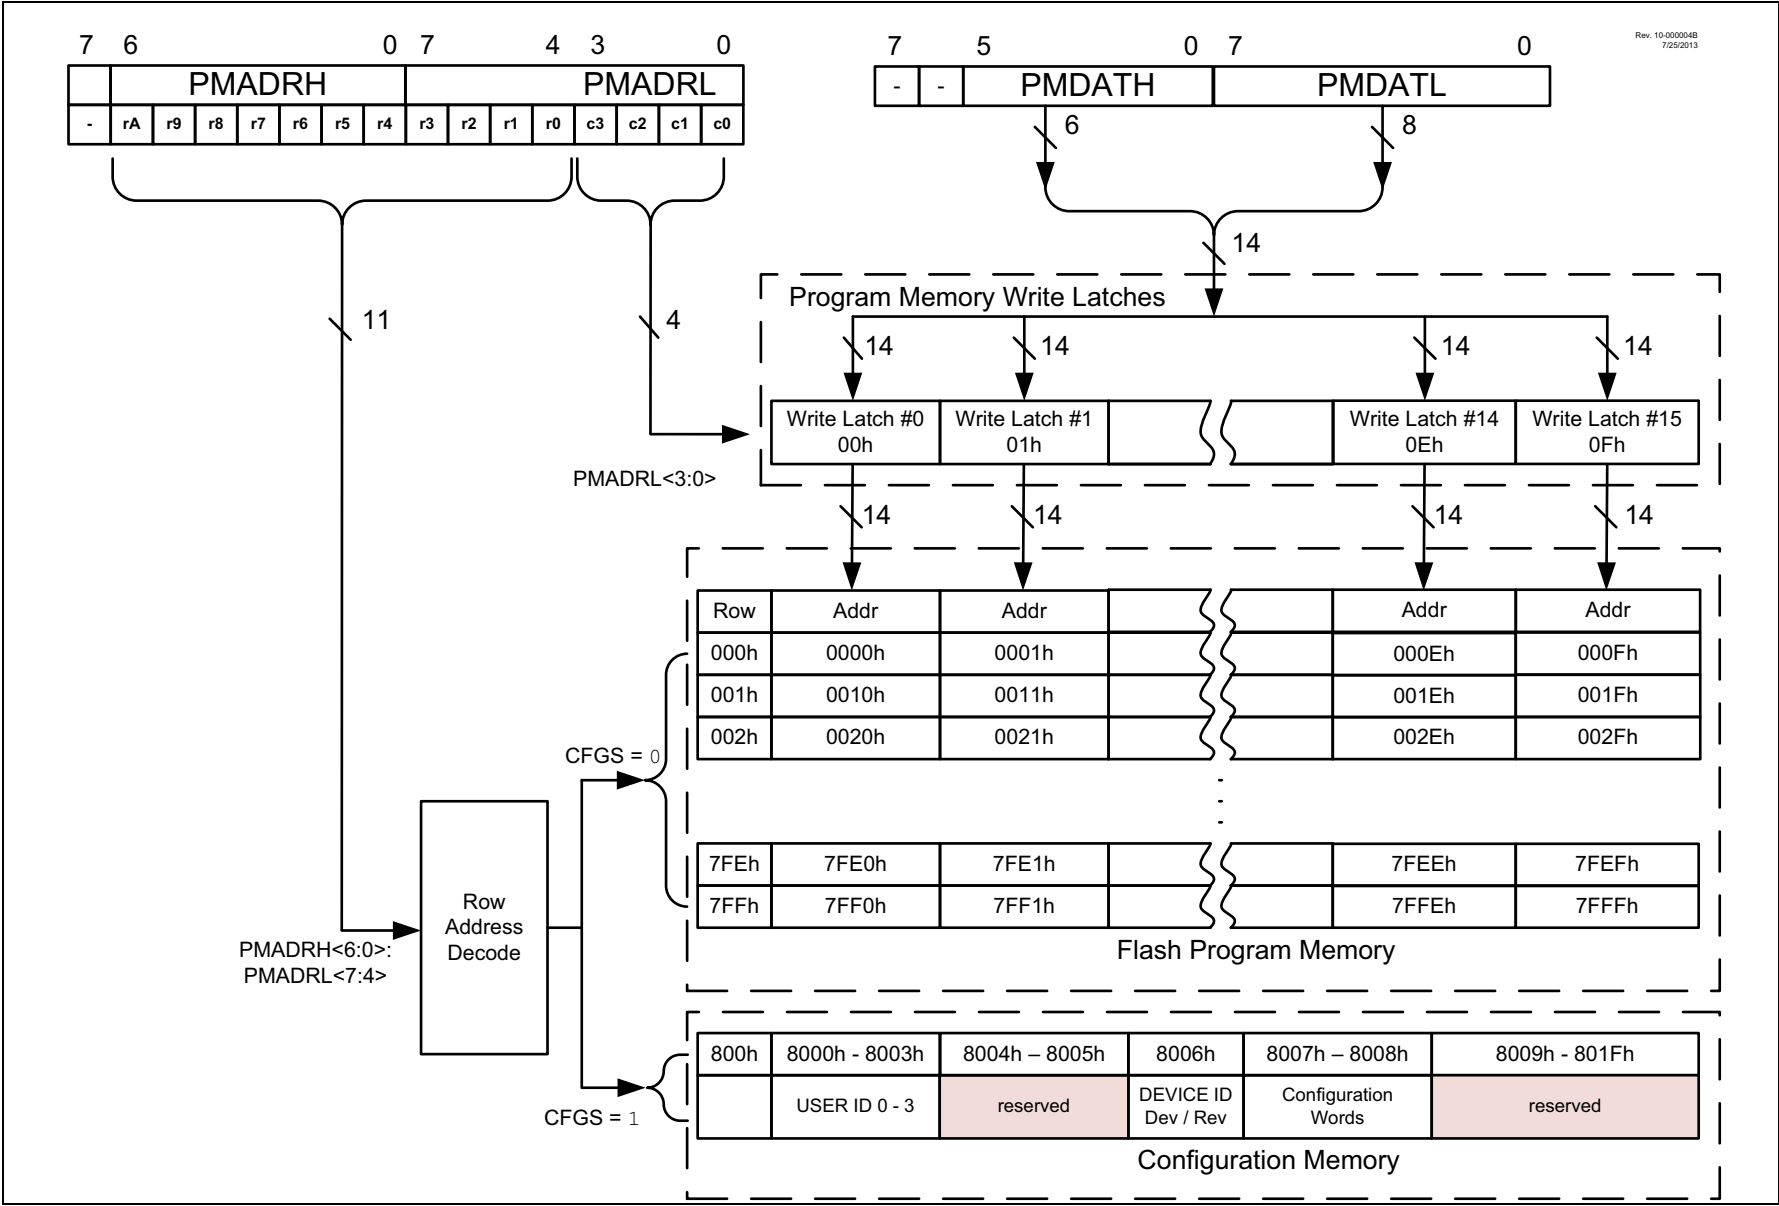 7 6 0 7 4 3 0
7 5 0 7 0
Rev. 10-000004B
7/25/2013
PMADRH PMADRL
- - PMDATH PMDATL
- rA r9 r8 r7 r6 r5 r4 r3 r2 r1 r0 c3 c2 c1 c0
6 8
14
11 4
Program Memory Write Latches
14 14 14 14
Write Latch #0 Write Latch #1 Write Latch #14 Write Latch #15
00h 01h 0Eh 0Fh
PMADRL<3:0>
14 14 14 14
Row Addr Addr Addr Addr
000h 0000h 0001h 000Eh 000Fh
001h 0010h 0011h 001Eh 001Fh
002h 0020h 0021h 002Eh 002Fh
CFGS = 0
7FEh 7FE0h 7FE1h 7FEEh 7FEFh
7FFh 7FF0h 7FF1h 7FFEh 7FFFh
Flash Program Memory
Row
Address
Decode
PMADRH<6:0>:
PMADRL<7:4>
800h 8000h - 8003h 8004h – 8005h 8006h 8007h – 8008h 8009h - 801Fh
USER ID 0 - 3 reserved DEVICE ID Configuration reserved
Dev / Rev Words
CFGS = 1
Configuration Memory